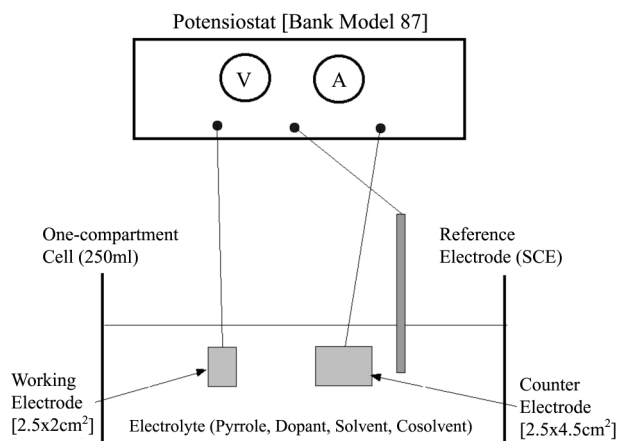 Potensiostat [Bank Model 87]
V
A
One-compartment
Cell (250ml)
Reference
Electrode (SCE)
Working
Electrode
[2.5x2cm²]
Electrolyte (Pyrrole, Dopant, Solvent, Cosolvent)
Counter
Electrode
[2.5x4.5cm²]